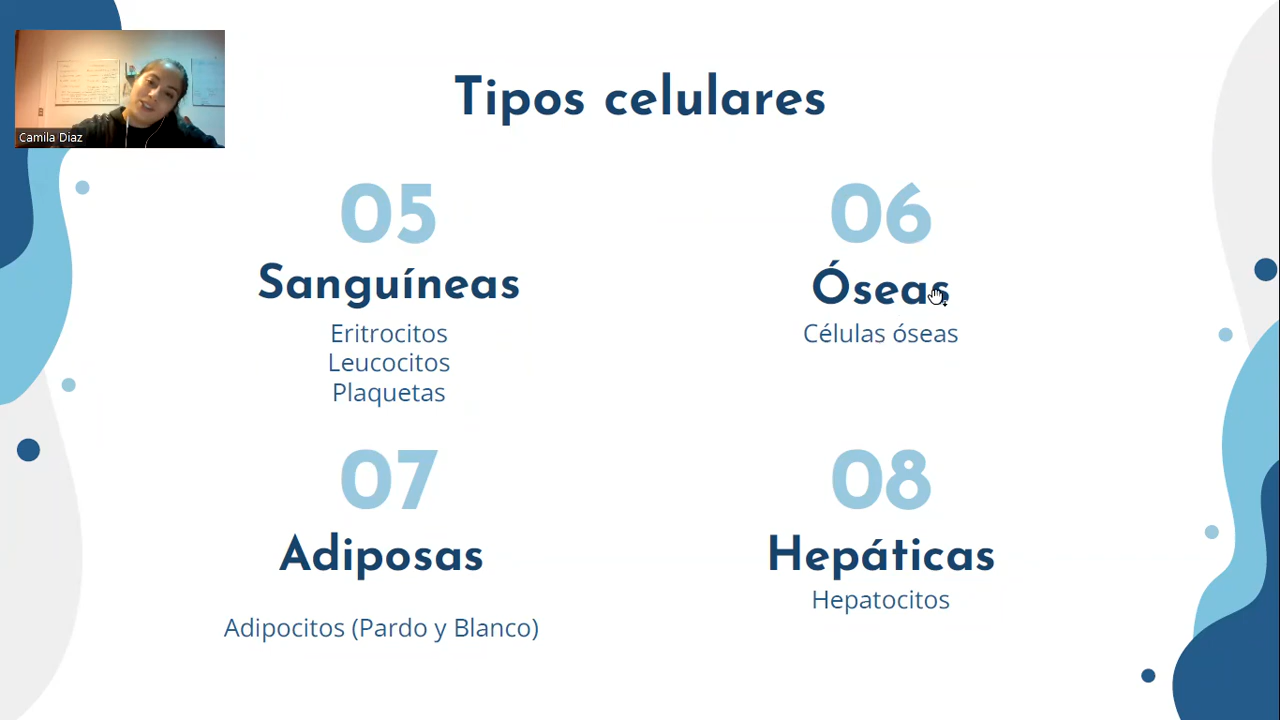 Camila Diaz
Tipos celulares
05
Sanguíneas
Eritrocitos
Leucocitos
Plaquetas
06
Óseas
Células óseas
07
Adiposas
Adipocitos (Pardo y Blanco)
08
Hepáticas
Hepatocitos